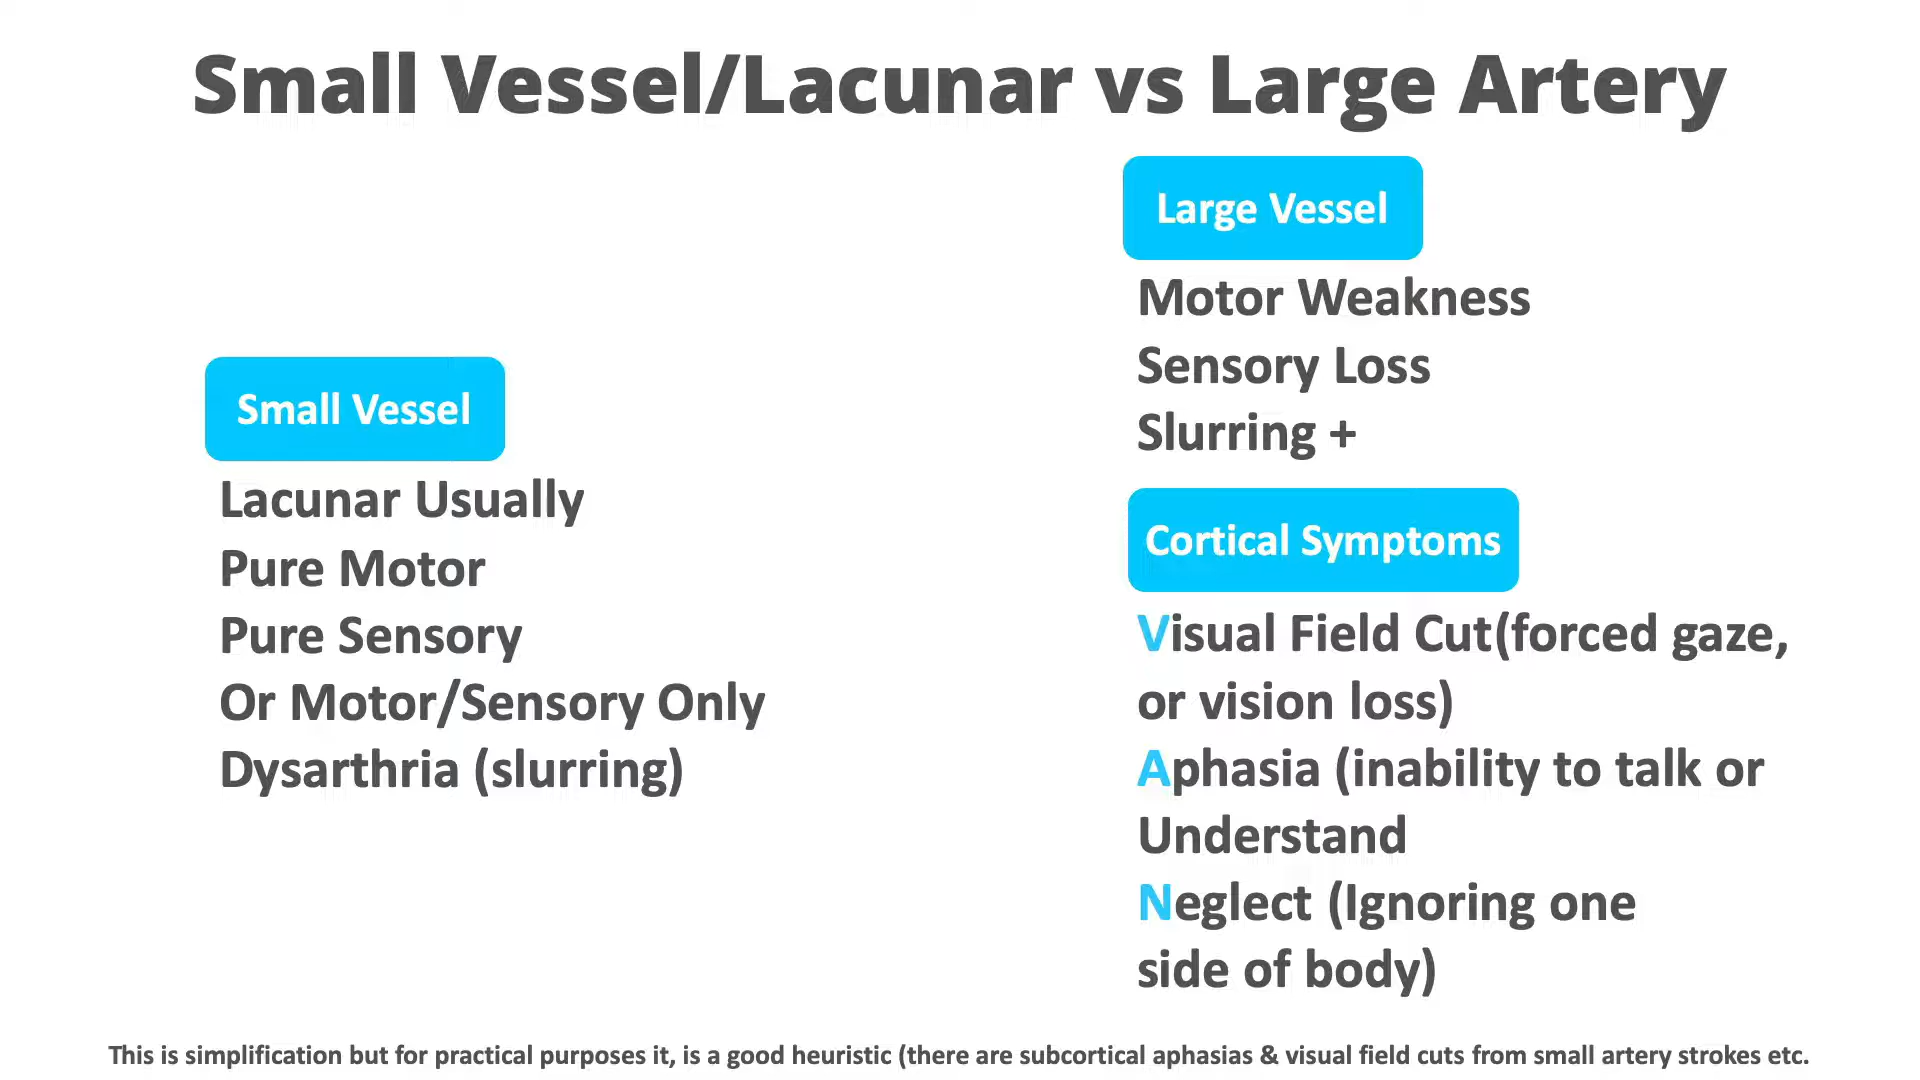 Small Vessel/Lacunar vs Large Artery
Small Vessel
Lacunar Usually
Pure Motor
Pure Sensory
Or Motor/Sensory Only
Dysarthria (slurring)
Large Vessel
Motor Weakness
Sensory Loss
Slurring +
Cortical Symptoms
Visual Field Cut(forced gaze,
or vision loss)
Aphasia (inability to talk or
Understand
Neglect (Ignoring one
side of body)
This is simplification but for practical purposes it, is a good heuristic (there are subcortical aphasias & visual field cuts from small artery strokes etc.